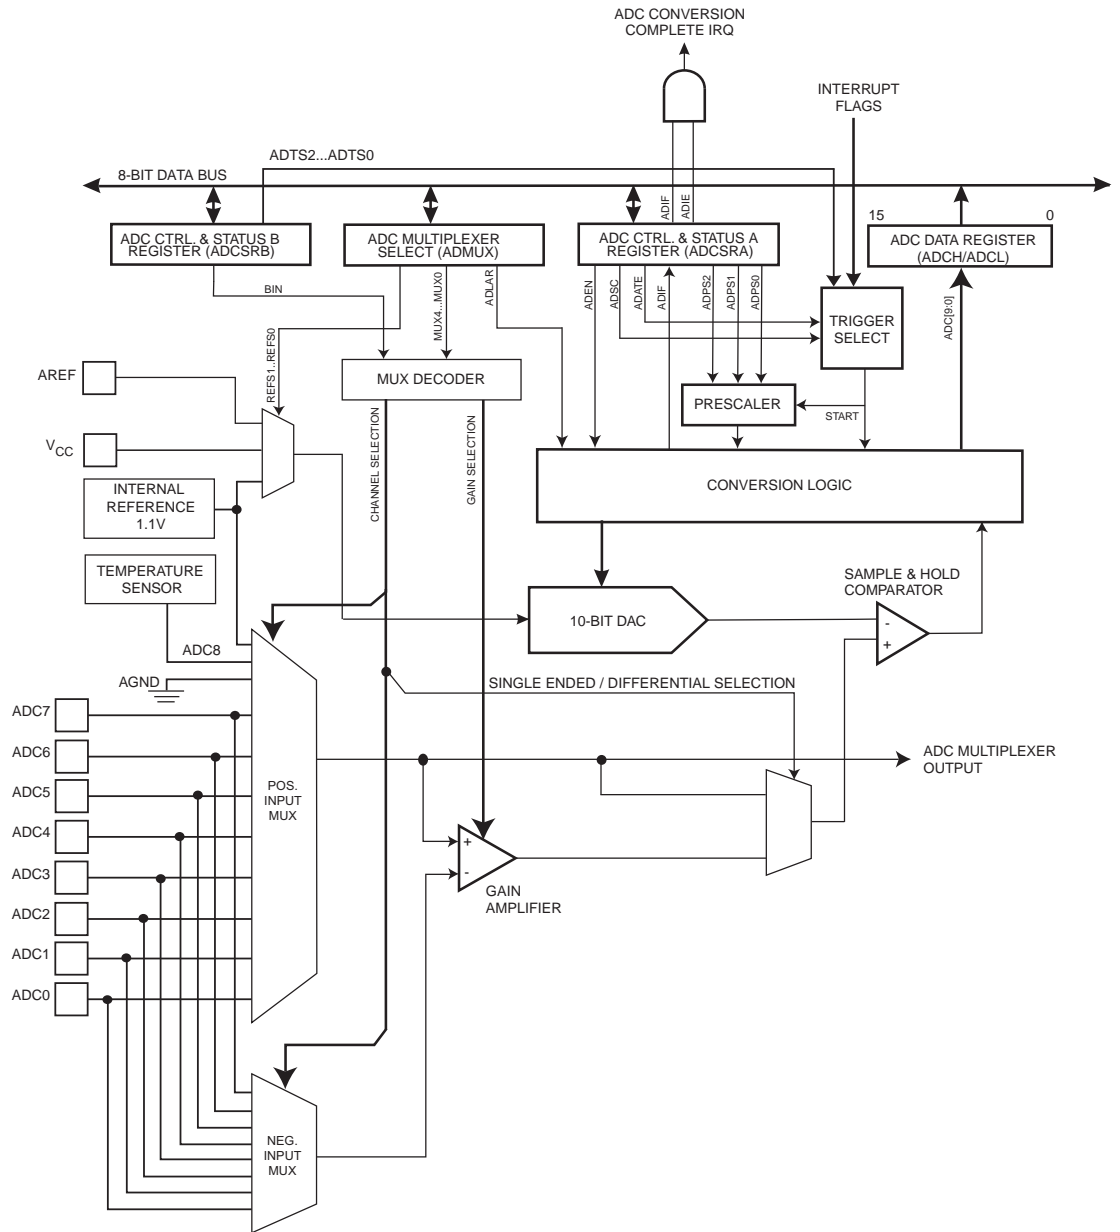 ADC CONVERSION
COMPLETE IRQ
INTERRUPT
FLAGS
ADTS2...ADTS0
8-BIT DATA BUS
ADIF
ADIE
15
0
ADC CTRL. & STATUS B
REGISTER (ADCSRB)
ADC MULTIPLEXER
SELECT (ADMUX)
ADC CTRL. & STATUS A
REGISTER (ADCSRA)
ADC DATA REGISTER
(ADCH/ADCL)
BIN
REFS1..REFS0
MUX4...MUX0
ADLAR
ADEN
ADSC
ADATE
ADIF
ADPS2
ADPS1
ADPS0
TRIGGER
SELECT
ADC[9:0]
AREF
MUX DECODER
PRESCALER
START
VCC
CHANNEL SELECTION
GAIN SELECTION
INTERNAL
REFERENCE
1.1V
CONVERSION LOGIC
TEMPERATURE
SENSOR
10-BIT DAC
SAMPLE & HOLD
COMPARATOR
-
+
ADC8
AGND
SINGLE ENDED / DIFFERENTIAL SELECTION
ADC7
ADC6
ADC5
ADC4
ADC3
ADC2
ADC1
ADC0
POS.
INPUT
MUX
ADC MULTIPLEXER
OUTPUT
+
-
GAIN
AMPLIFIER
NEG.
INPUT
MUX